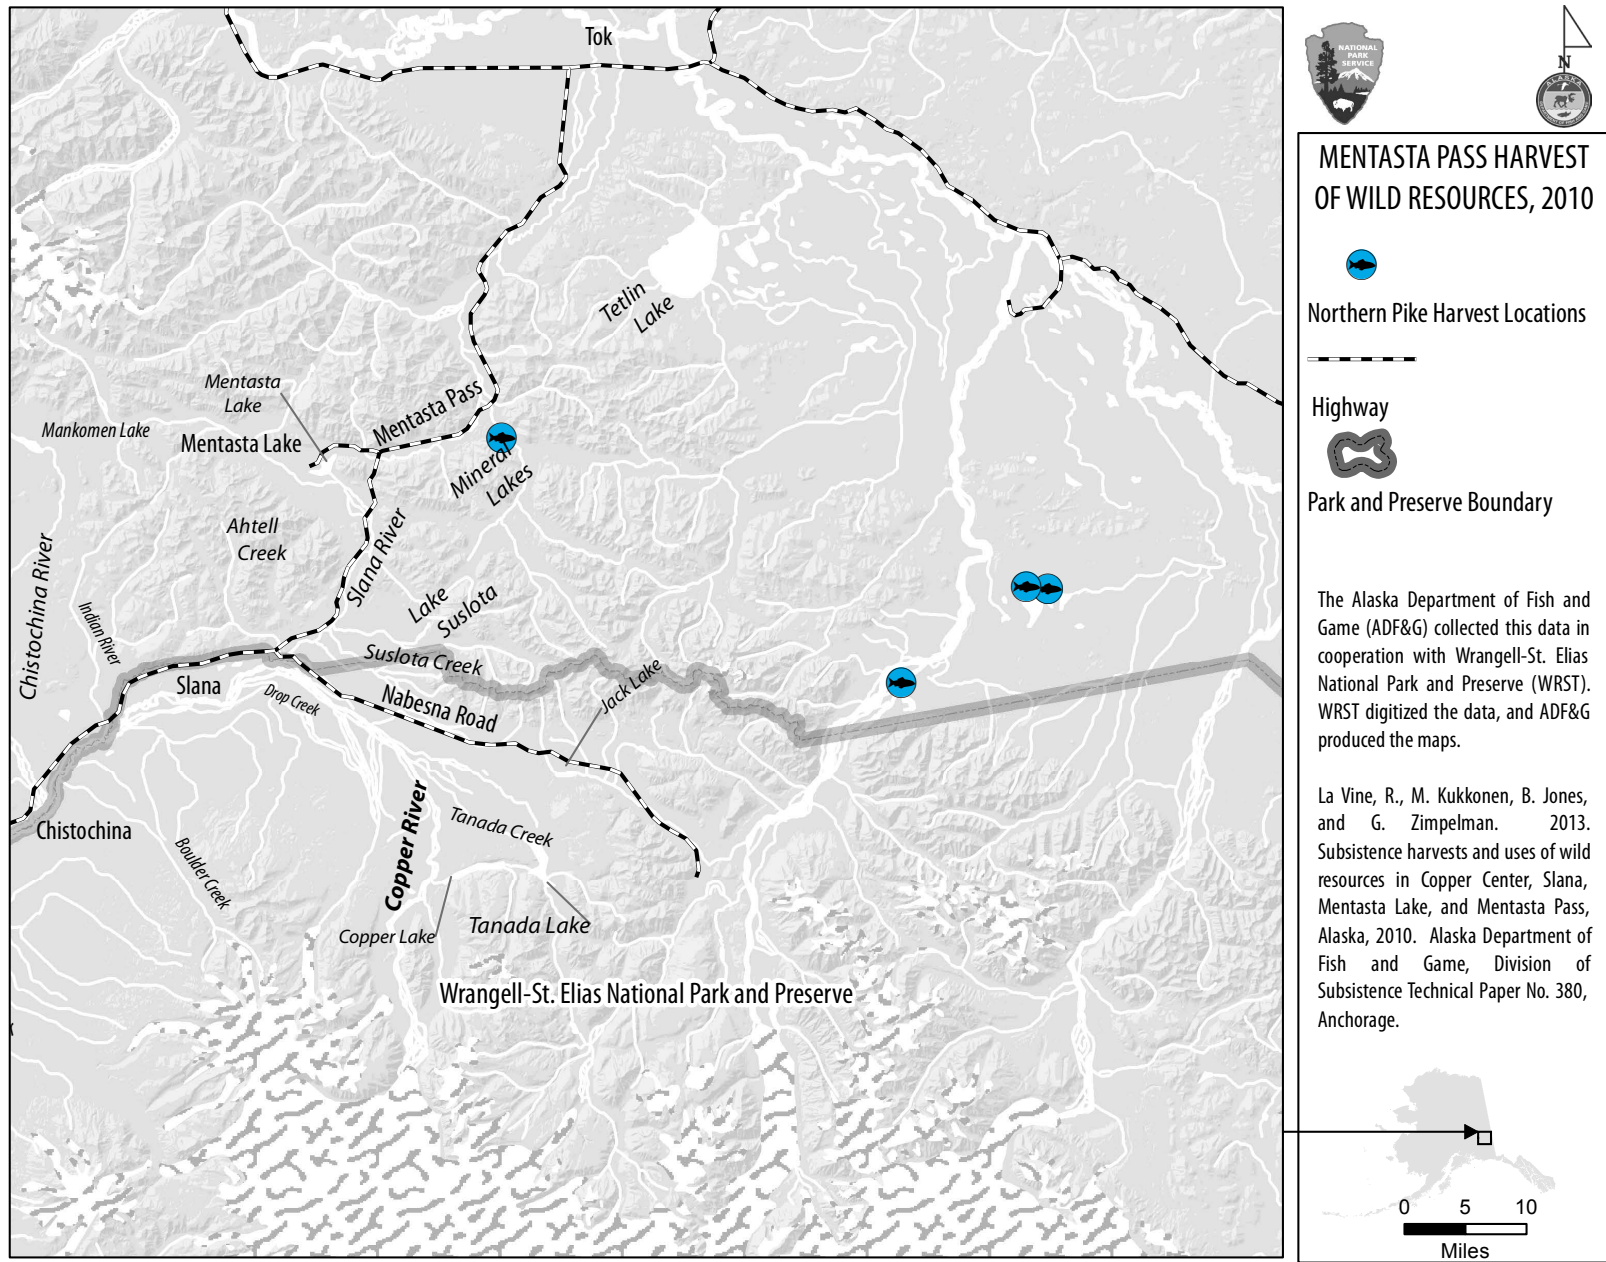 Tok
Tetlin
Lake
Mentasta
Lake
Mankomen Lake
Mentasta Lake
Mentasta Pass
Mineral
Lakes
Ahtell
Creek
Slana River
Chistochina River
Indian River
Lake
Suslota
Suslota Creek
Slana
Drop Creek
Nabesna Road
Jack Lake
Chistochina
Boulder Creek
Copper River
Tanada Creek
Copper Lake
Tanada Lake
Wrangell-St. Elias National Park and Preserve
NATIONAL
PARK
SERVICE
N
ALASKA
MENTASTA PASS HARVEST
OF WILD RESOURCES, 2010
Northern Pike Harvest Locations
Highway
Park and Preserve Boundary
The Alaska Department of Fish and
Game (ADF&G) collected this data in
cooperation with Wrangell-St. Elias
National Park and Preserve (WRST).
WRST digitized the data, and ADF&G
produced the maps.
La Vine, R., M. Kukkonen, B. Jones,
and G. Zimpelman. 2013.
Subsistence harvests and uses of wild
resources in Copper Center, Slana,
Mentasta Lake, and Mentasta Pass,
Alaska, 2010. Alaska Department of
Fish and Game, Division of
Subsistence Technical Paper No. 380,
Anchorage.
0 5 10
Miles